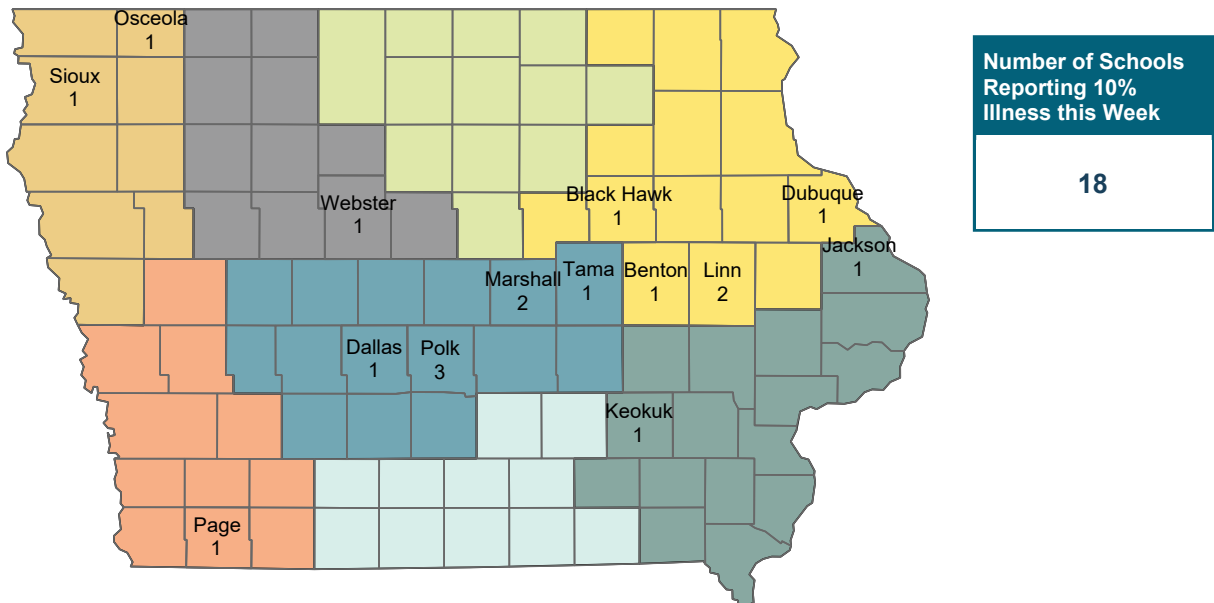 Osceola
1
Sioux
1
Number of Schools
Reporting 10%
Illness this Week
18
Webster
1
Black Hawk
1
Dubuque
1
Jackson
1
Marshall
2
Tama
1
Benton
1
Linn
2
Dallas
1
Polk
3
Keokuk
1
Page
1